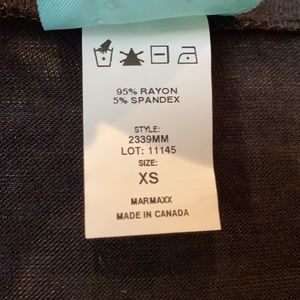 95% RAYON
5% SPANDEX
STYLE:
2339MM
LOT: 11145
SIZE:
XS
MARMAXX
MADE IN CANADA